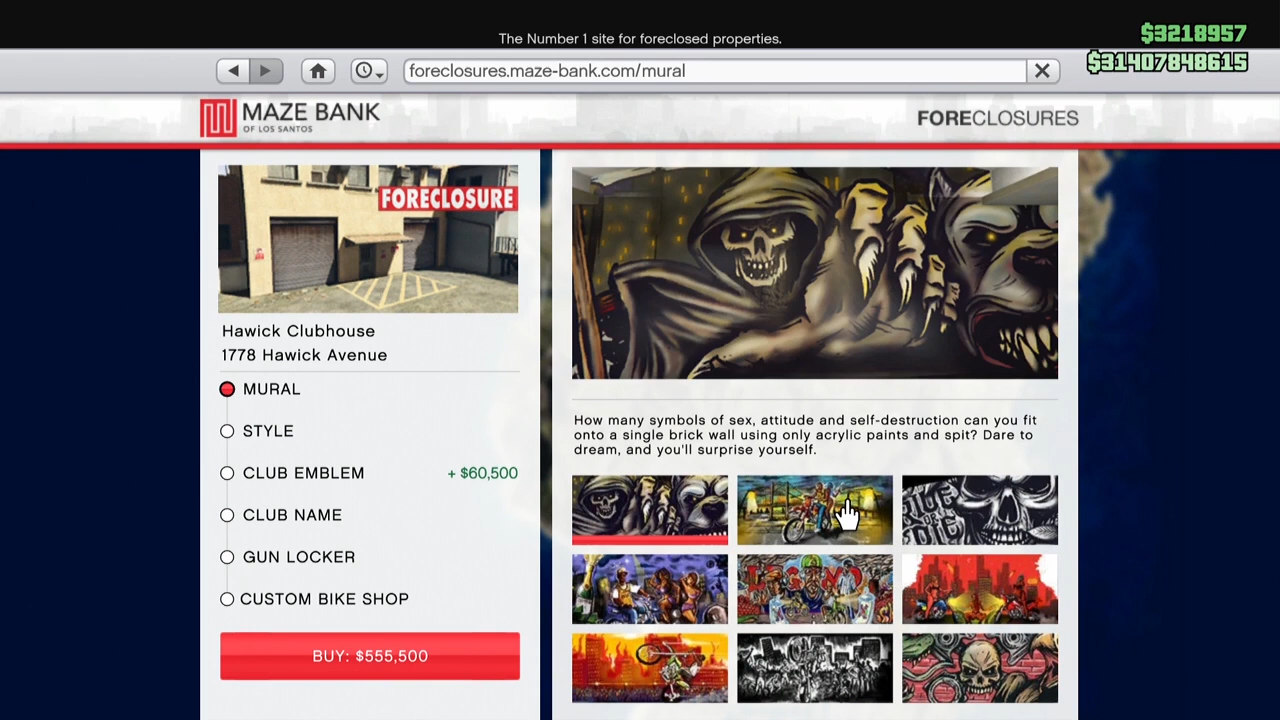 The Number 1 site for foreclosed properties.
$3218957
$31407848615
foreclosures.maze-bank.com/mural
MAZE BANK
OF LOS SANTOS
FORECLOSURES
FORECLOSURE
Hawick Clubhouse
1778 Hawick Avenue
MURAL
STYLE
CLUB EMBLEM + $60,500
CLUB NAME
GUN LOCKER
CUSTOM BIKE SHOP
BUY: $555,500
How many symbols of sex, attitude and self-destruction can you fit
onto a single brick wall using only acrylic paints and spit? Dare to
dream, and you'll surprise yourself.
RIDE
OR
DIE